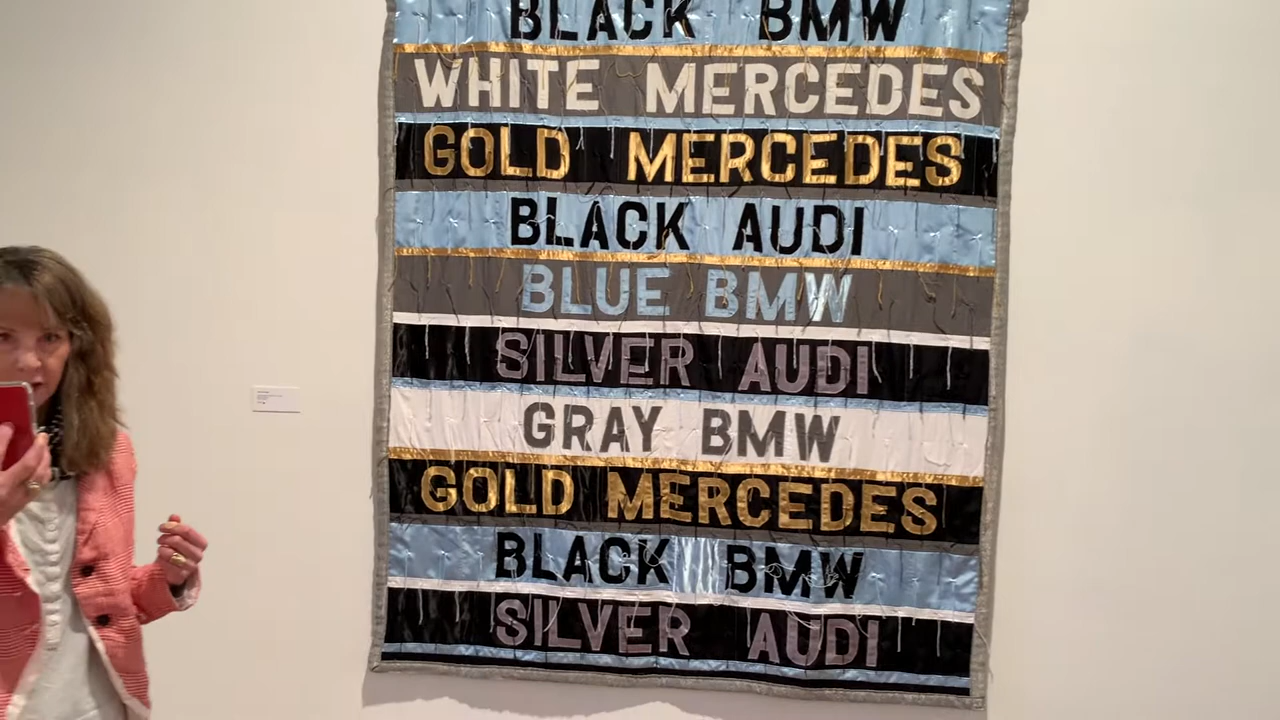 BLACK BMW
WHITE MERCEDES
GOLD MERCEDES
BLACK AUDI
BLUE BMW
SILVER AUDI
GRAY BMW
GOLD MERCEDES
BLACK BMW
SILVER AUDI